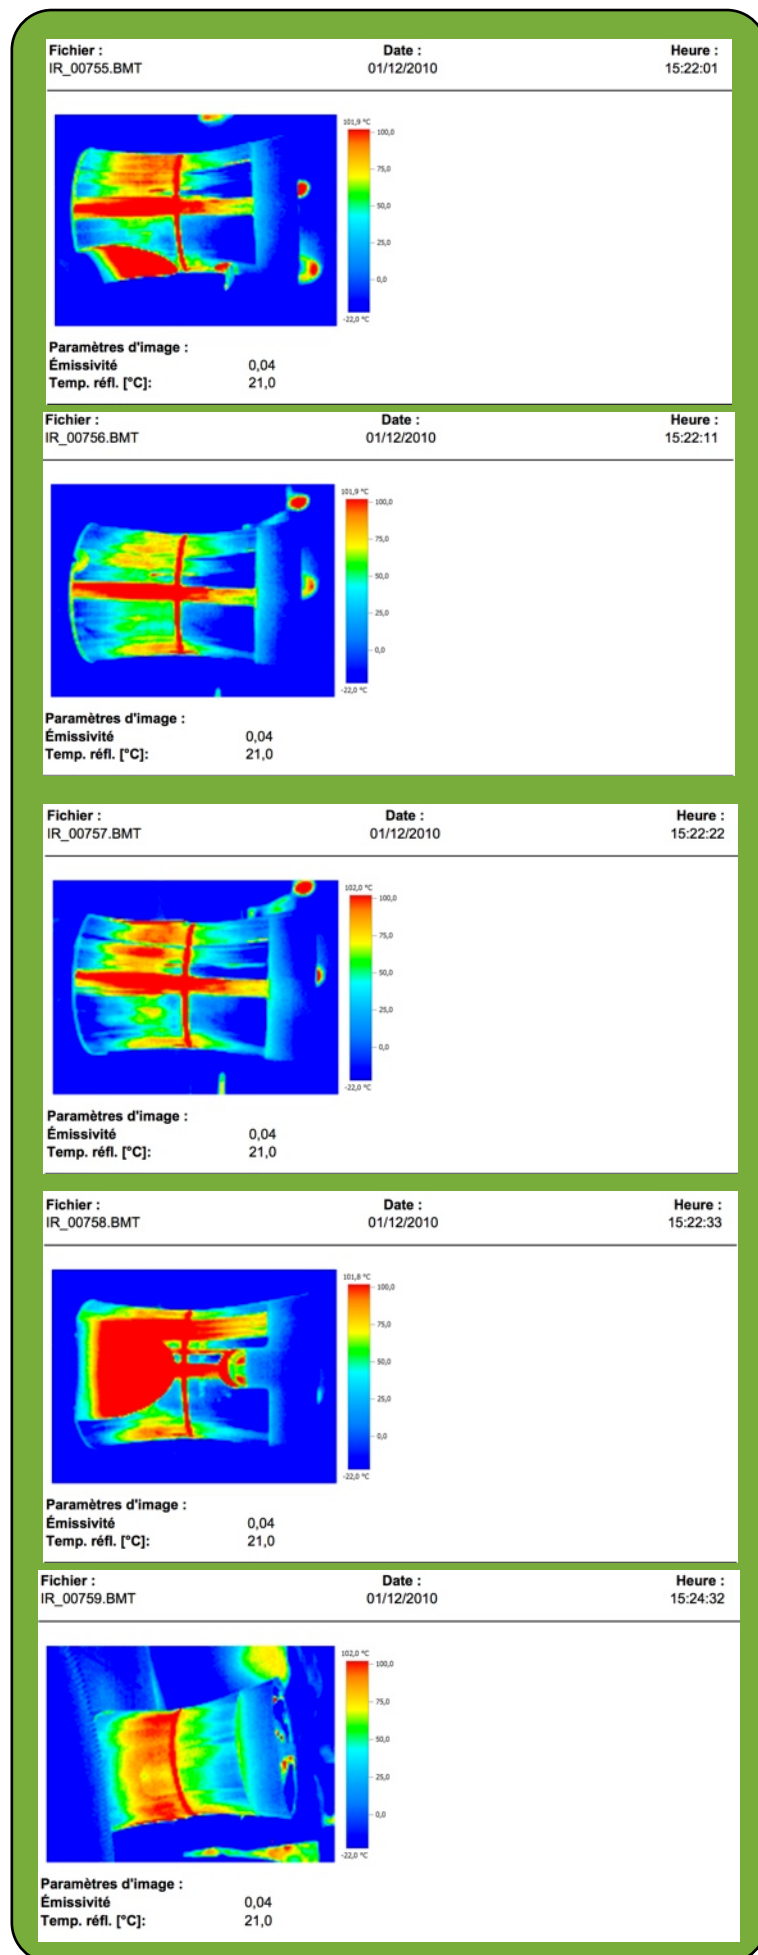 Fichier : Date : Heure :
IR_00755.BMT 01/12/2010 15:22:01
101,9 °C
100,0
75,0
50,0
25,0
0,0
-22,0 °C
Paramètres d'image :
Émissivité 0,04
Temp. réfl. [°C]: 21,0
Fichier : Date : Heure :
IR_00756.BMT 01/12/2010 15:22:11
101,9 °C
100,0
75,0
50,0
25,0
0,0
-22,0 °C
Paramètres d'image :
Émissivité 0,04
Temp. réfl. [°C]: 21,0
Fichier : Date : Heure :
IR_00757.BMT 01/12/2010 15:22:22
102,0 °C
100,0
75,0
50,0
25,0
0,0
-22,0 °C
Paramètres d'image :
Émissivité 0,04
Temp. réfl. [°C]: 21,0
Fichier : Date : Heure :
IR_00758.BMT 01/12/2010 15:22:33
101,8 °C
100,0
75,0
50,0
25,0
0,0
-22,0 °C
Paramètres d'image :
Émissivité 0,04
Temp. réfl. [°C]: 21,0
Fichier : Date : Heure :
IR_00759.BMT 01/12/2010 15:24:32
102,0 °C
100,0
75,0
50,0
25,0
0,0
-22,0 °C
Paramètres d'image :
Émissivité 0,04
Temp. réfl. [°C]: 21,0